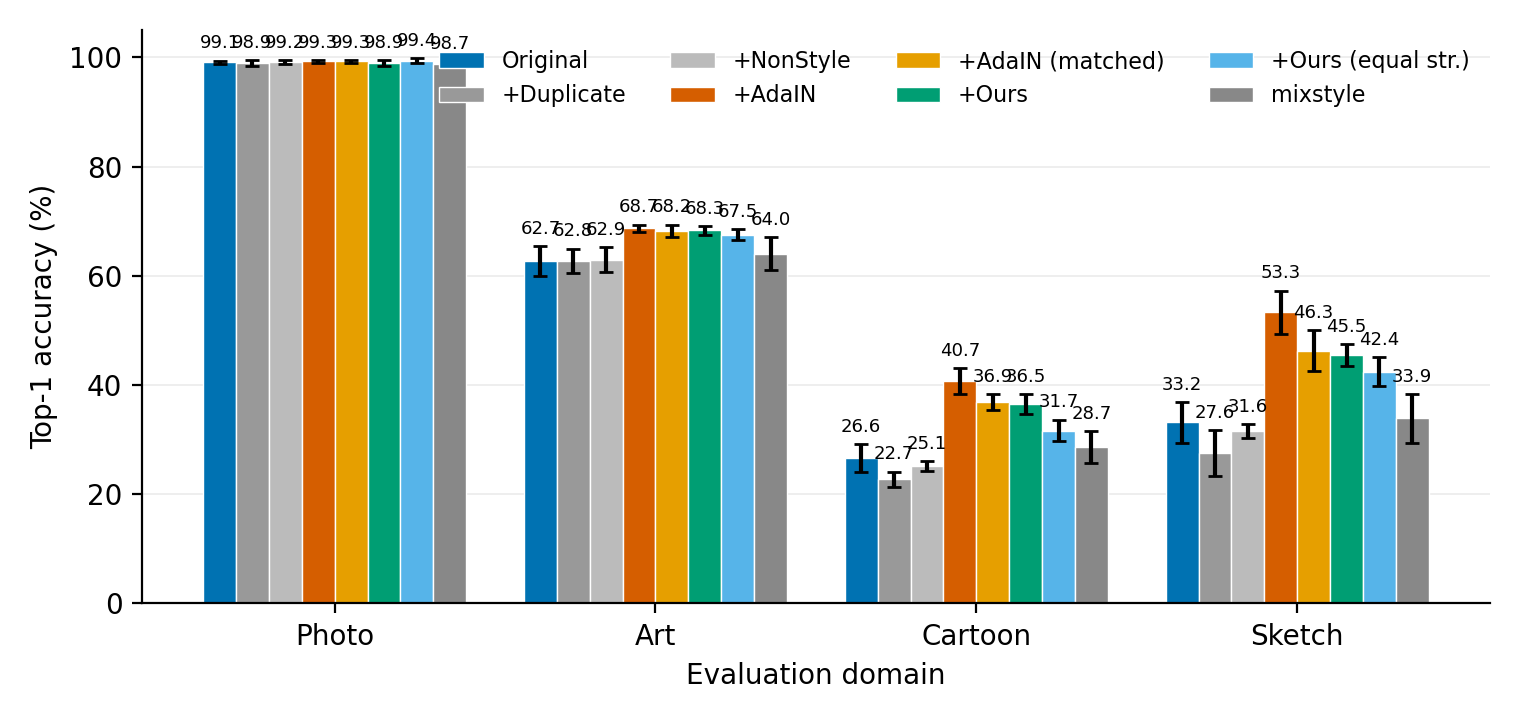 99.1 98.9 99.2 99.3 99.3 98.9 99.4 98.7
Original +NonStyle +AdaIN (matched) +Ours (equal str.)
+Duplicate +AdaIN +Ours mixstyle
62.7 62.8 62.9 68.7 68.2 68.3 67.5 64.0
26.6 22.7 25.1 40.7 36.9 36.5 31.7 28.7
33.2 27.6 31.6 53.3 46.3 45.5 42.4 33.9
Top-1 accuracy (%)
100
80
60
40
20
0
Photo Art Cartoon Sketch
Evaluation domain